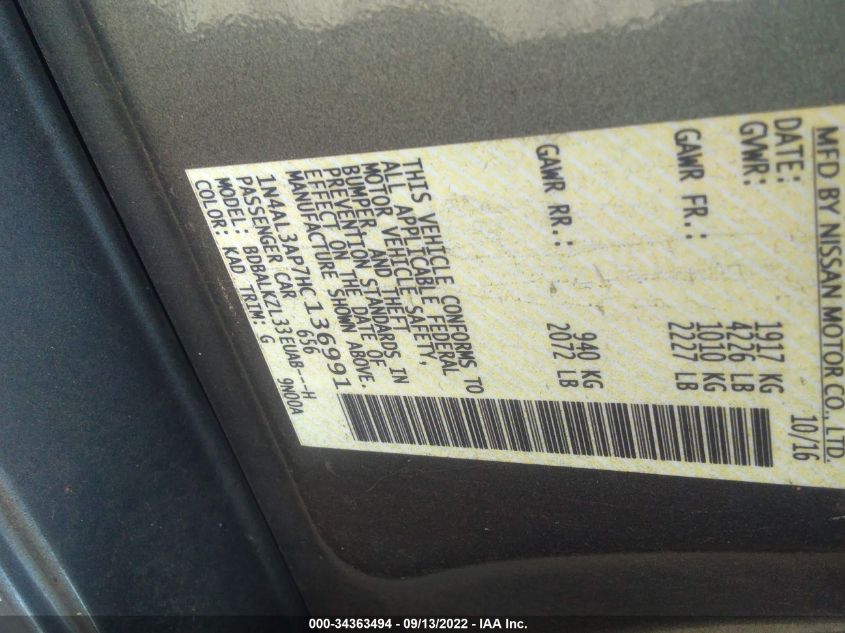 MFD BY NISSAN MOTOR CO., LTD.
DATE: 10/16
GVWR: 1917 KG
4226 LB
GAWR FR.: 1010 KG
2227 LB
GAWR RR.: 940 KG
2072 LB
THIS VEHICLE CONFORMS TO
ALL APPLICABLE FEDERAL
MOTOR VEHICLE SAFETY,
BUMPER, AND THEFT
PREVENTION STANDARDS IN
EFFECT ON THE DATE OF
MANUFACTURE SHOWN ABOVE.
1N4AL3AP7HC136991
PASSENGER CAR 656
MODEL: BDBALKZL33EUAB---H
COLOR: KAD TRIM: G 9N00A
000-34363494 - 09/13/2022 - IAA Inc.